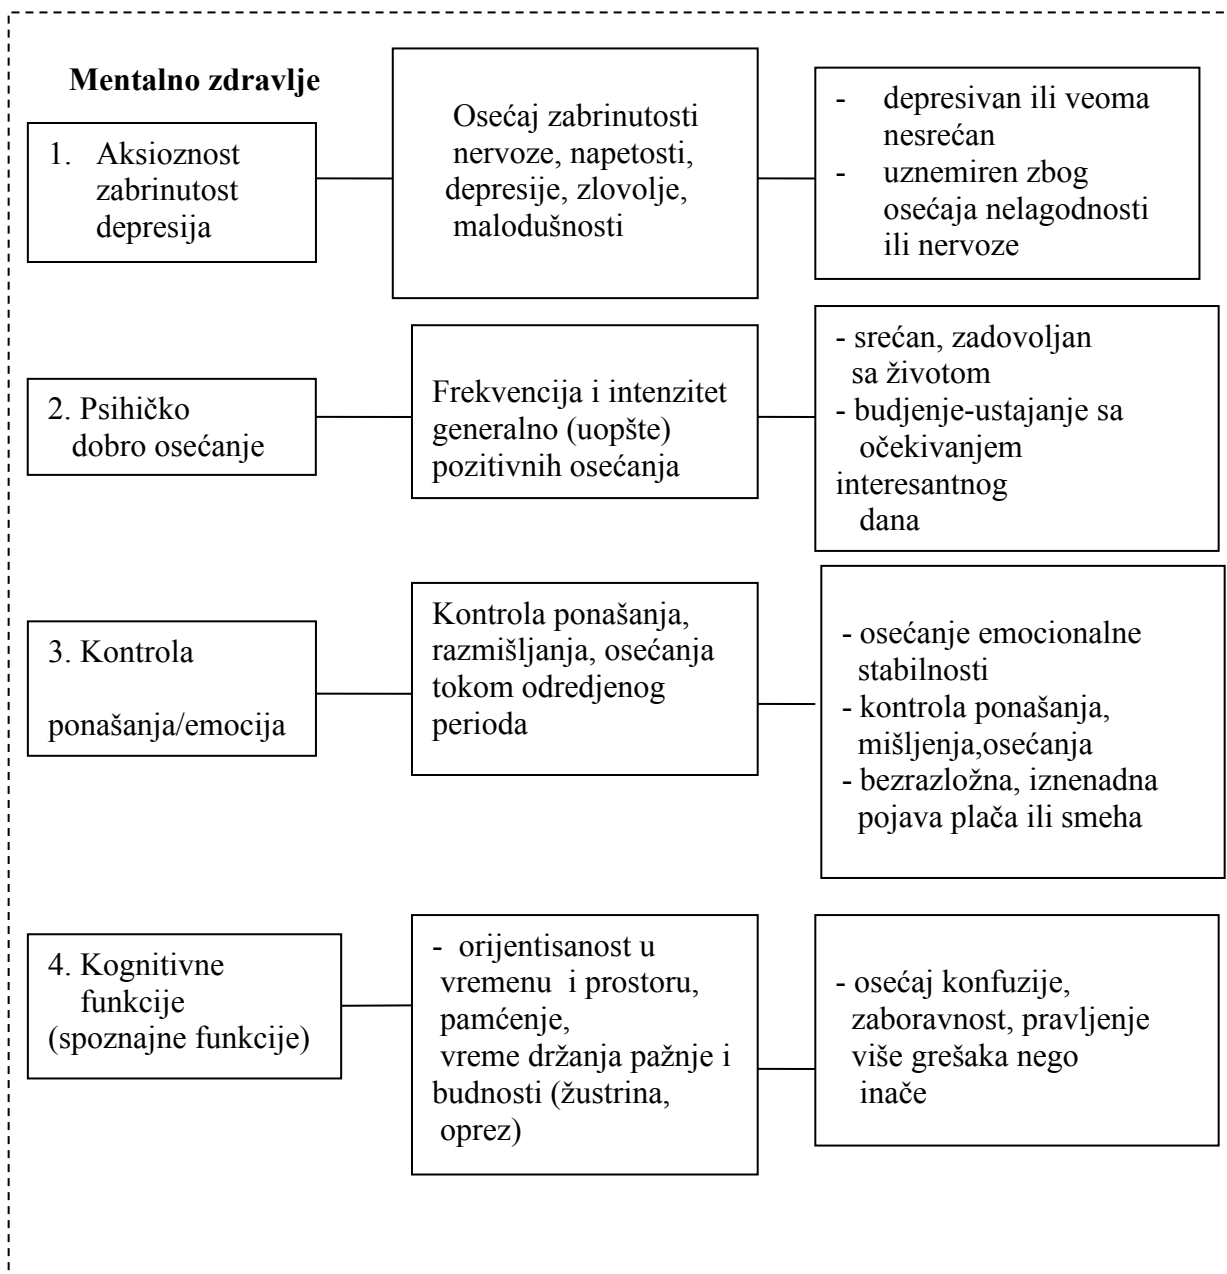 Mentalno zdravlje
1. Aksioznost
zabrinutost
depresija
Osećaj zabrinutosti
nervoze, napetosti,
depresije, zlovolje,
malodušnosti
- depresivan ili veoma
nesrećan
- uznemiren zbog
osećaja nelagodnosti
ili nervoze
2. Psihičko
dobro osećanje
Frekvencija i intenzitet
generalno (uopšte)
pozitivnih osećanja
- srećan, zadovoljan
sa životom
- budjenje-ustajanje sa
očekivanjem
interesantnog
dana
3. Kontrola
ponašanja/emocija
Kontrola ponašanja,
razmišljanja, osećanja
tokom odredjenog
perioda
- osećanje emocionalne
stabilnosti
- kontrola ponašanja,
mišljenja,osećanja
- bezrazložna, iznenadna
pojava plača ili smeha
4. Kognitivne
funkcije
(spoznajne funkcije)
- orijentisanost u
vremenu i prostoru,
pamćenje,
vreme držanja pažnje i
budnosti (žustrina,
oprez)
- osećaj konfuzije,
zaboravnost, pravljenje
više grešaka nego
inače